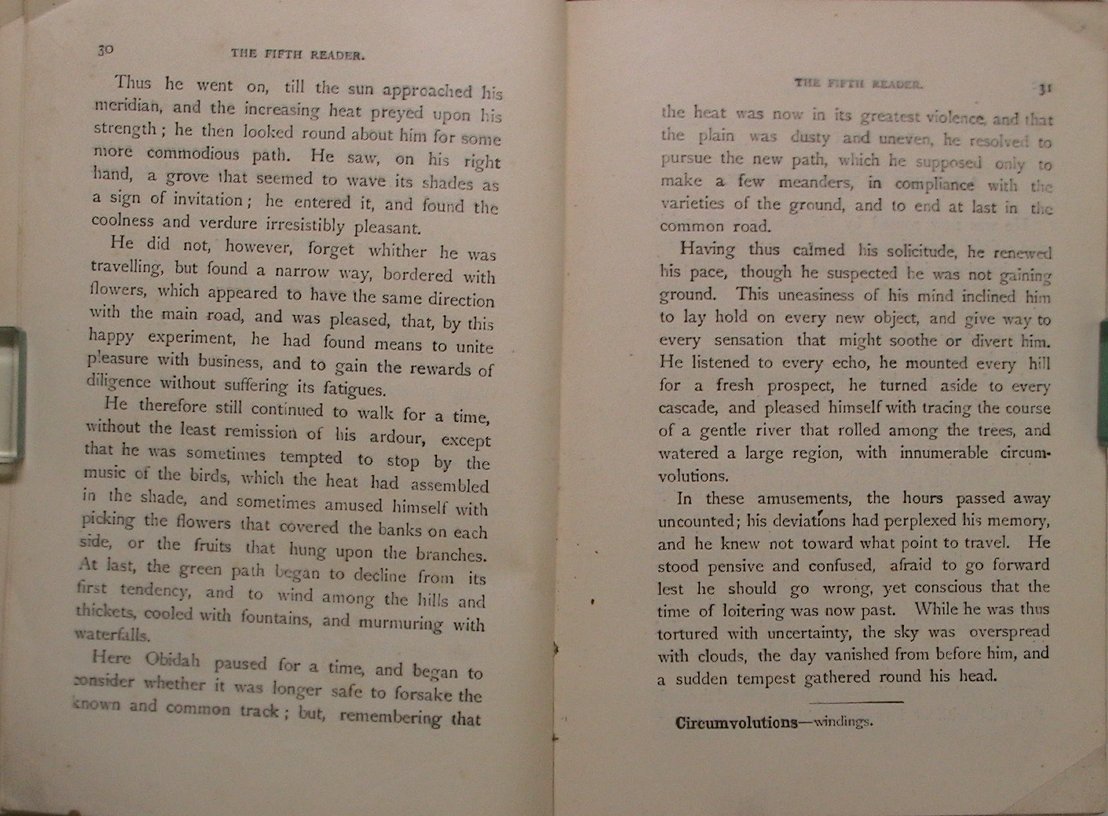 30
THE FIFTH READER.
Thus he went on, till the sun approached his
meridian, and the increasing heat preyed upon his
strength; he then looked round about him for some
more commodious path. He saw, on his right
hand, a grove that seemed to wave its shades as
a sign of invitation; he entered it, and found the
coolness and verdure irresistibly pleasant.
He did not, however, forget whither he was
travelling, but found a narrow way, bordered with
flowers, which appeared to have the same direction
with the main road, and was pleased, that, by this
happy experiment, he had found means to unite
pleasure with business, and to gain the rewards of
diligence without suffering its fatigues.
He therefore still continued to walk for a time,
without the least remission of his ardour, except
that he was sometimes tempted to stop by the
music of the birds, which the heat had assembled
in the shade, and sometimes amused himself with
picking the flowers that covered the banks on each
side, or the fruits that hung upon the branches.
At last, the green path began to decline from its
first tendency, and to wind among the hills and
thickets, cooled with fountains, and murmuring with
waterfalls.
Here Obidah paused for a time, and began to
consider whether it was longer safe to forsake the
known and common track; but, remembering that
THE FIFTH READER.
31
the heat was now in its greatest violence, and that
the plain was dusty and uneven, he resolved to
pursue the new path, which he supposed only to
make a few meanders, in compliance with the
varieties of the ground, and to end at last in the
common road.
Having thus calmed his solicitude, he renewed
his pace, though he suspected he was not gaining
ground. This uneasiness of his mind inclined him
to lay hold on every new object, and give way to
every sensation that might soothe or divert him.
He listened to every echo, he mounted every hill
for a fresh prospect, he turned aside to every
cascade, and pleased himself with tracing the course
of a gentle river that rolled among the trees, and
watered a large region, with innumerable circum-
volutions.
In these amusements, the hours passed away
uncounted; his deviations had perplexed his memory,
and he knew not toward what point to travel. He
stood pensive and confused, afraid to go forward
lest he should go wrong, yet conscious that the
time of loitering was now past. While he was thus
tortured with uncertainty, the sky was overspread
with clouds, the day vanished from before him, and
a sudden tempest gathered round his head.
Circumvolutions—windings.